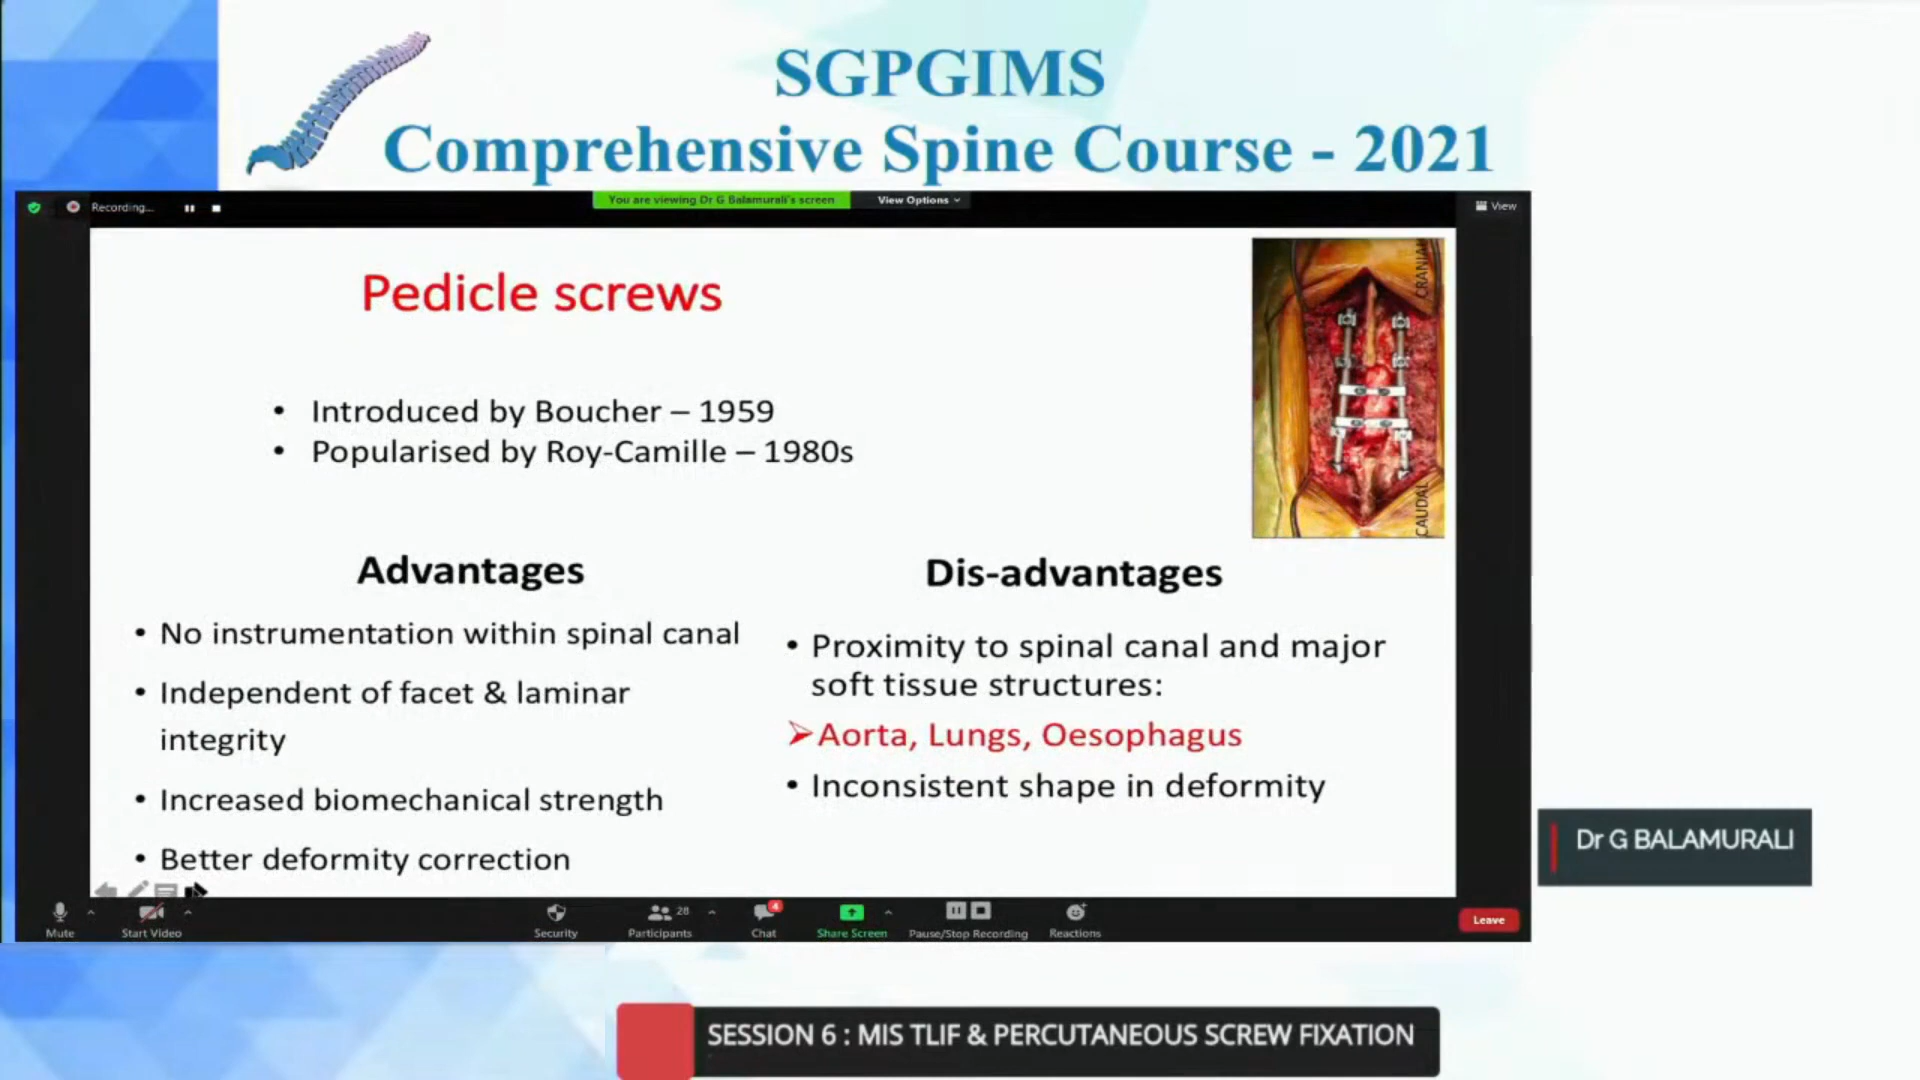 SGPGIMS
Comprehensive Spine Course - 2021
Recording...
You are viewing Dr G Balamurali's screen
View Options
View
Pedicle screws
CRANIAL
CAUDAL
• Introduced by Boucher – 1959
• Popularised by Roy-Camille – 1980s
Advantages
• No instrumentation within spinal canal
• Independent of facet & laminar
integrity
• Increased biomechanical strength
• Better deformity correction
Dis-advantages
• Proximity to spinal canal and major
soft tissue structures:
➢Aorta, Lungs, Oesophagus
• Inconsistent shape in deformity
Dr G BALAMURALI
Mute
Start Video
Security
28
Participants
4
Chat
Share Screen
Pause/Stop Recording
Reactions
Leave
SESSION 6 : MIS TLIF & PERCUTANEOUS SCREW FIXATION